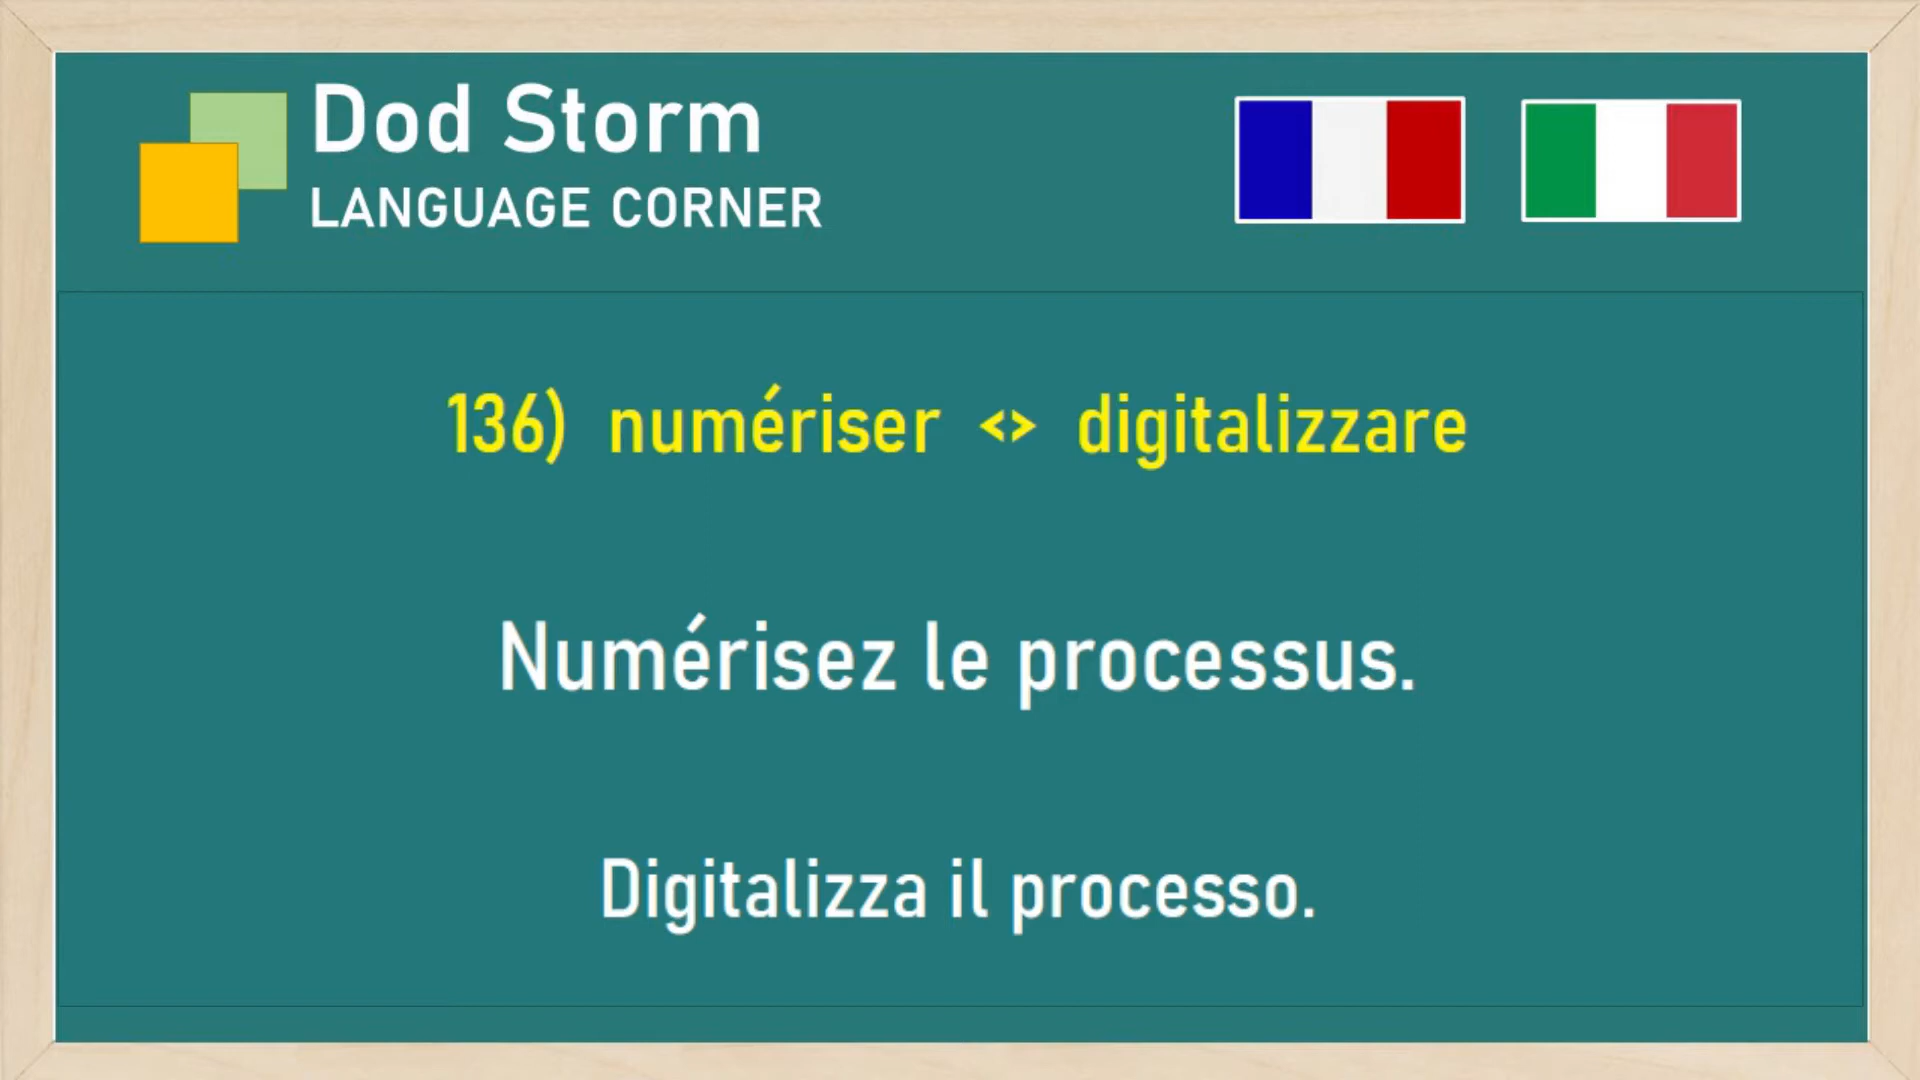 Dod Storm
LANGUAGE CORNER
136) numériser <> digitalizzare
Numérisez le processus.
Digitalizza il processo.